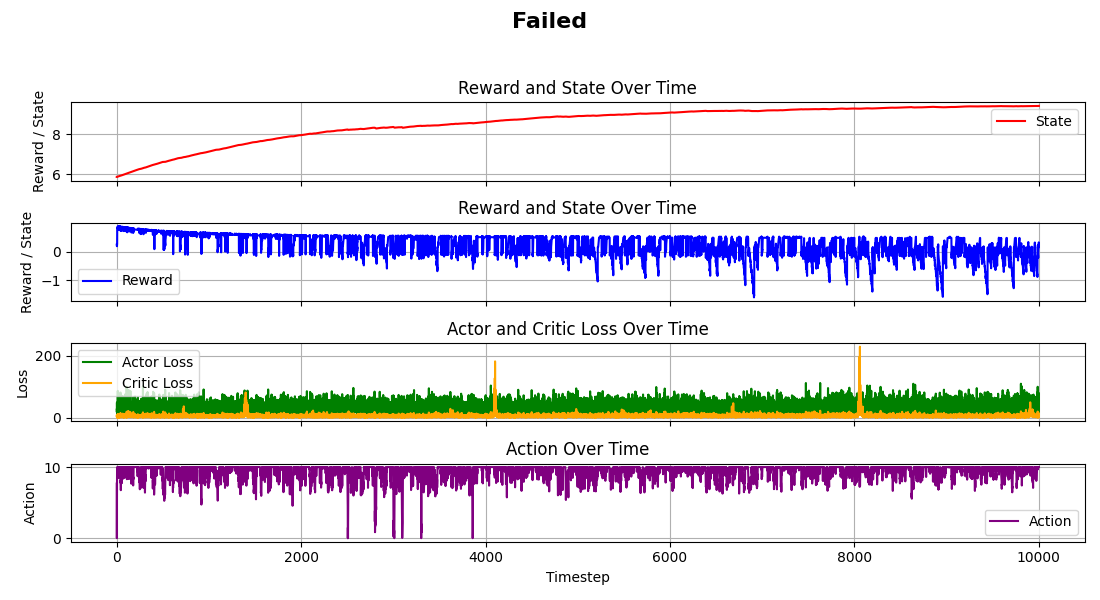 Failed
Reward and State Over Time
Reward / State
8
6
State
Reward and State Over Time
Reward / State
0
−1
Reward
Actor and Critic Loss Over Time
Loss
200
0
Actor Loss
Critic Loss
Action Over Time
Action
10
0
Action
0 2000 4000 6000 8000 10000
Timestep